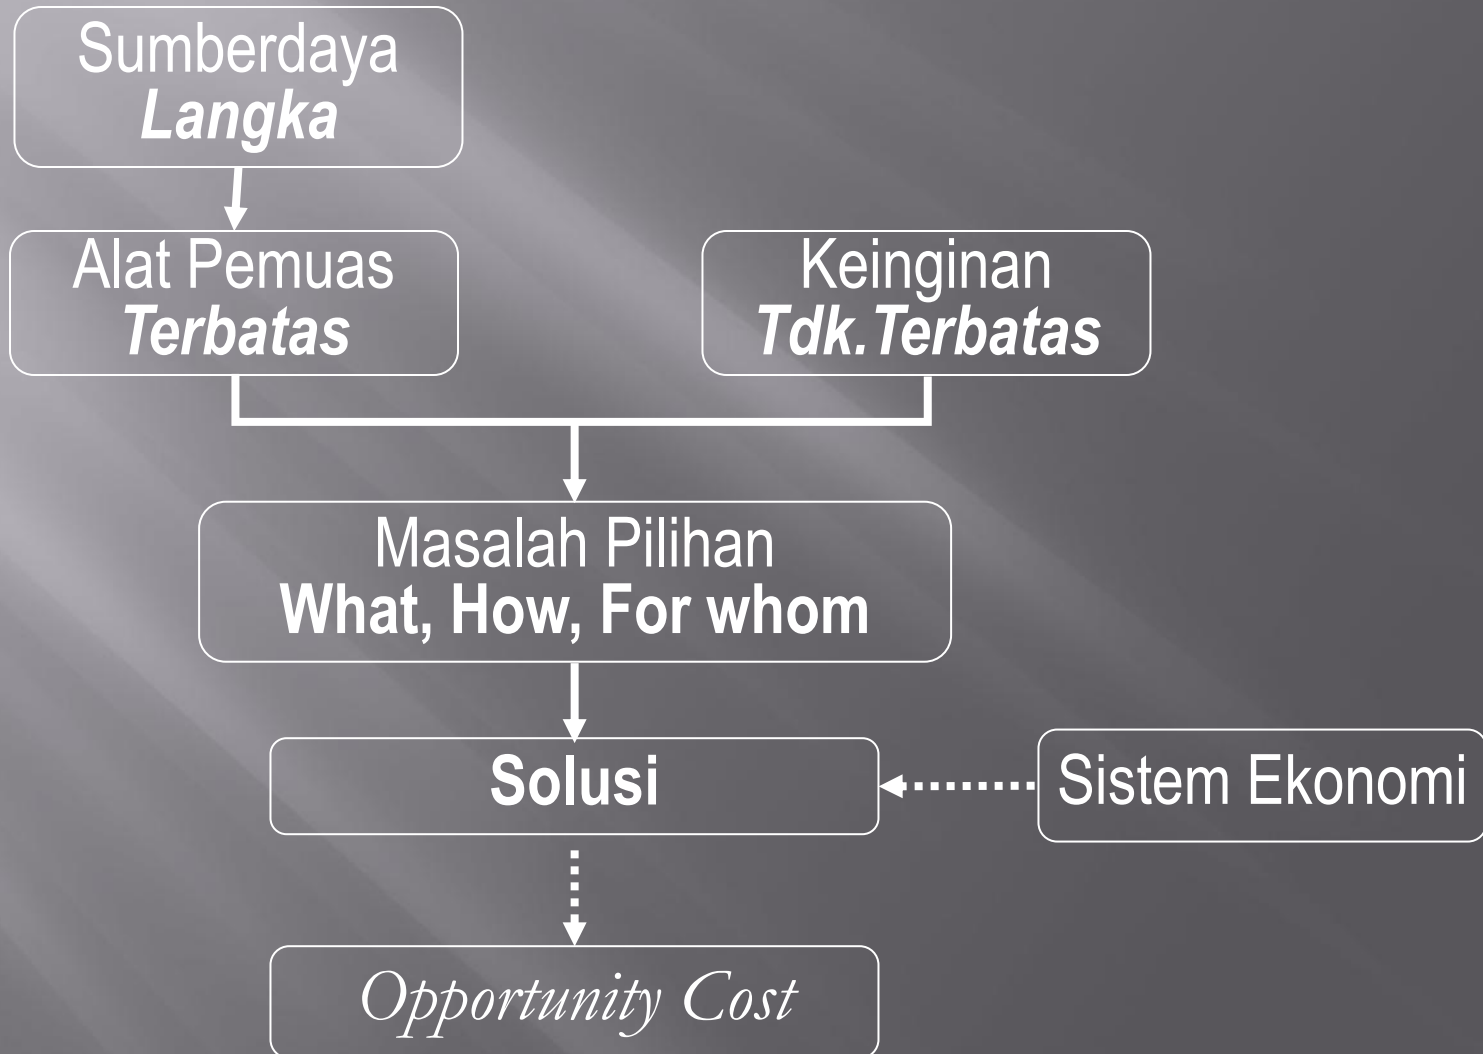 Sumberdaya
Langka
Alat Pemuas
Terbatas
Keinginan
Tdk.Terbatas
Masalah Pilihan
What, How, For whom
Solusi
Sistem Ekonomi
Opportunity Cost